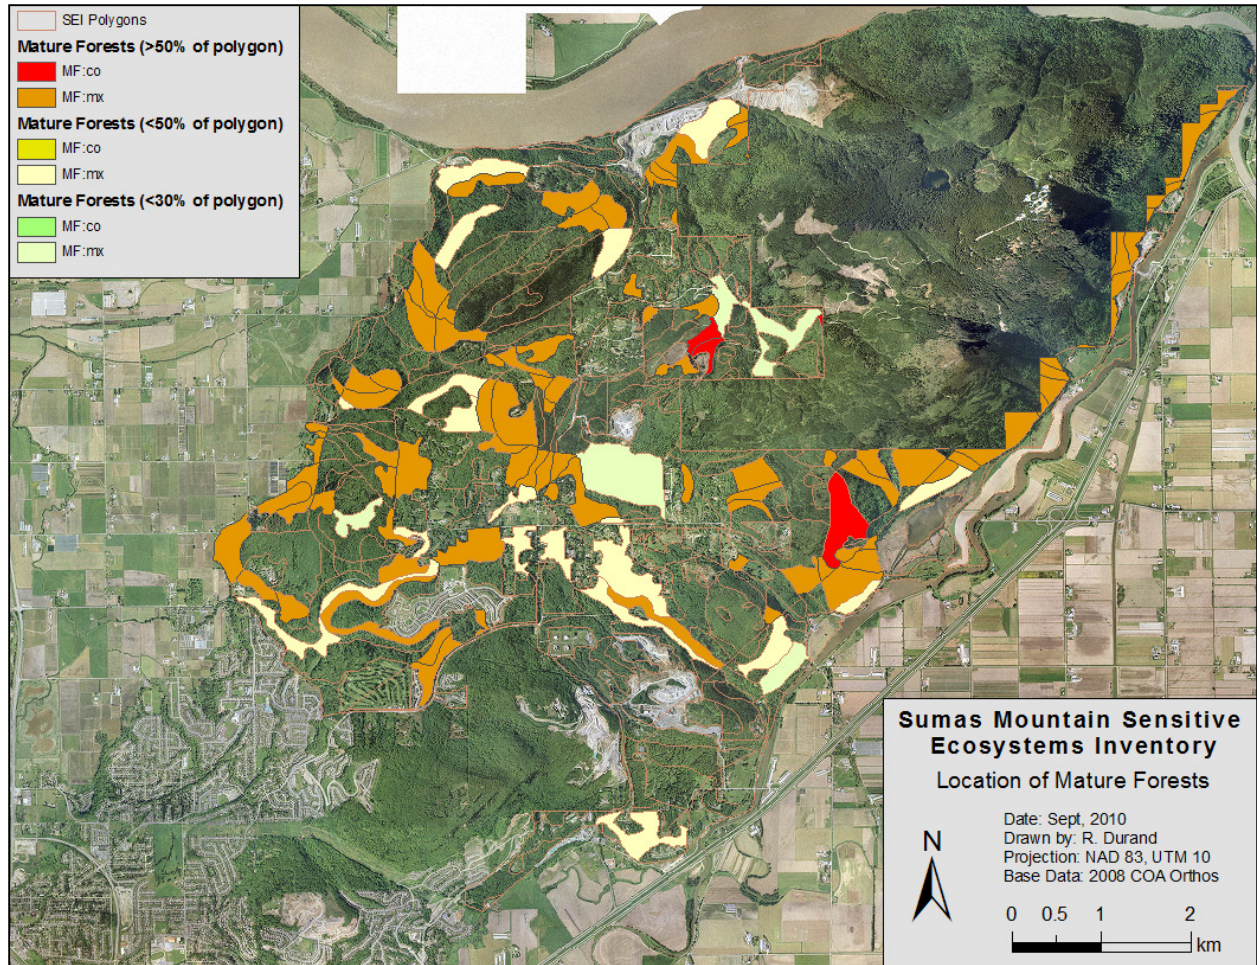 SEI Polygons
Mature Forests (>50% of polygon)
MF:co
MF:mx
Mature Forests (<50% of polygon)
MF:co
MF:mx
Mature Forests (<30% of polygon)
MF:co
MF:mx
Sumas Mountain Sensitive
Ecosystems Inventory
Location of Mature Forests
Date: Sept, 2010
Drawn by: R. Durand
Projection: NAD 83, UTM 10
Base Data: 2008 COA Orthos
N
0 0.5 1 2
km